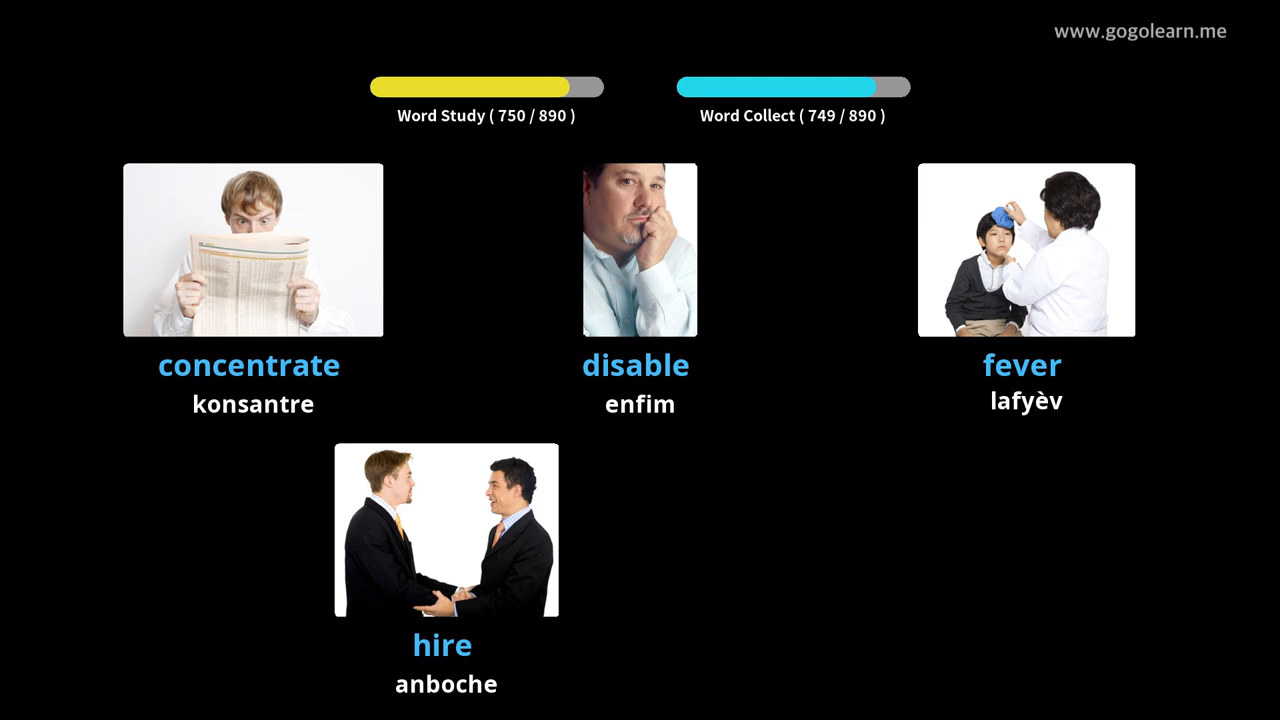 www.gogolearn.me
Word Study ( 750 / 890 )
Word Collect ( 749 / 890 )
concentrate
konsantre
disable
enfim
fever
lafyèv
hire
anboche